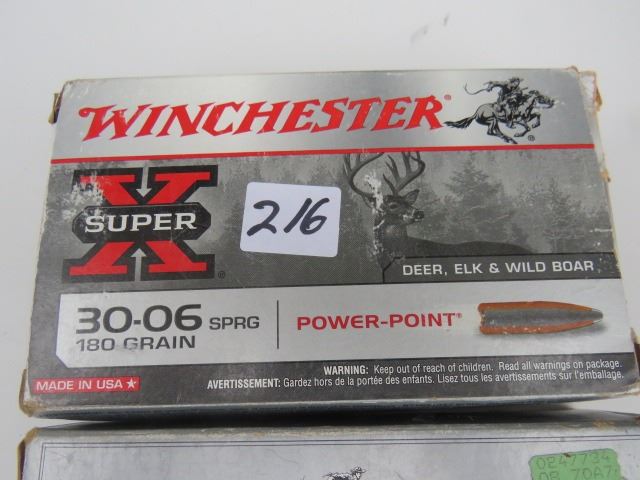 WINCHESTER
SUPER X
216
DEER, ELK & WILD BOAR
30-06 SPRG
180 GRAIN
POWER-POINT®
MADE IN USA ★
WARNING: Keep out of reach of children. Read all warnings on package.
AVERTISSEMENT: Gardez hors de la portée des enfants. Lisez tous les avertissements sur l'emballage.